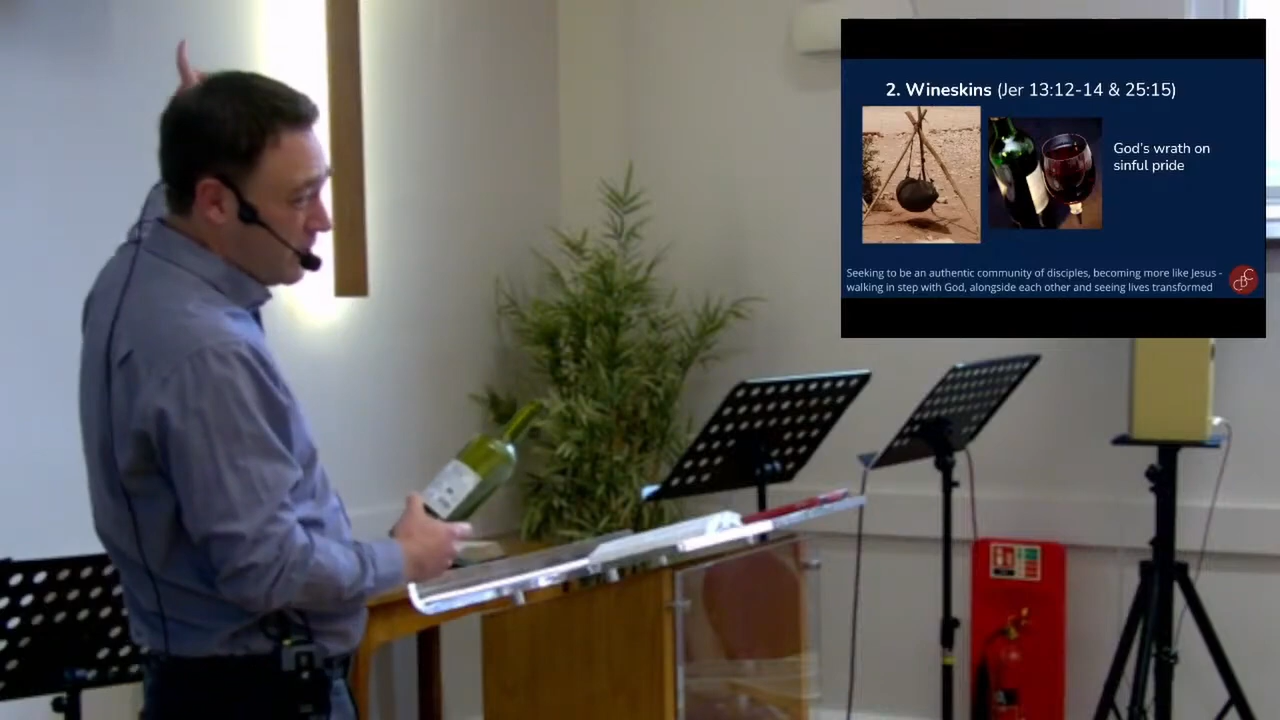 2. Wineskins (Jer 13:12-14 & 25:15)
God's wrath on
sinful pride
Seeking to be an authentic community of disciples, becoming more like Jesus -
walking in step with God, alongside each other and seeing lives transformed
CBC